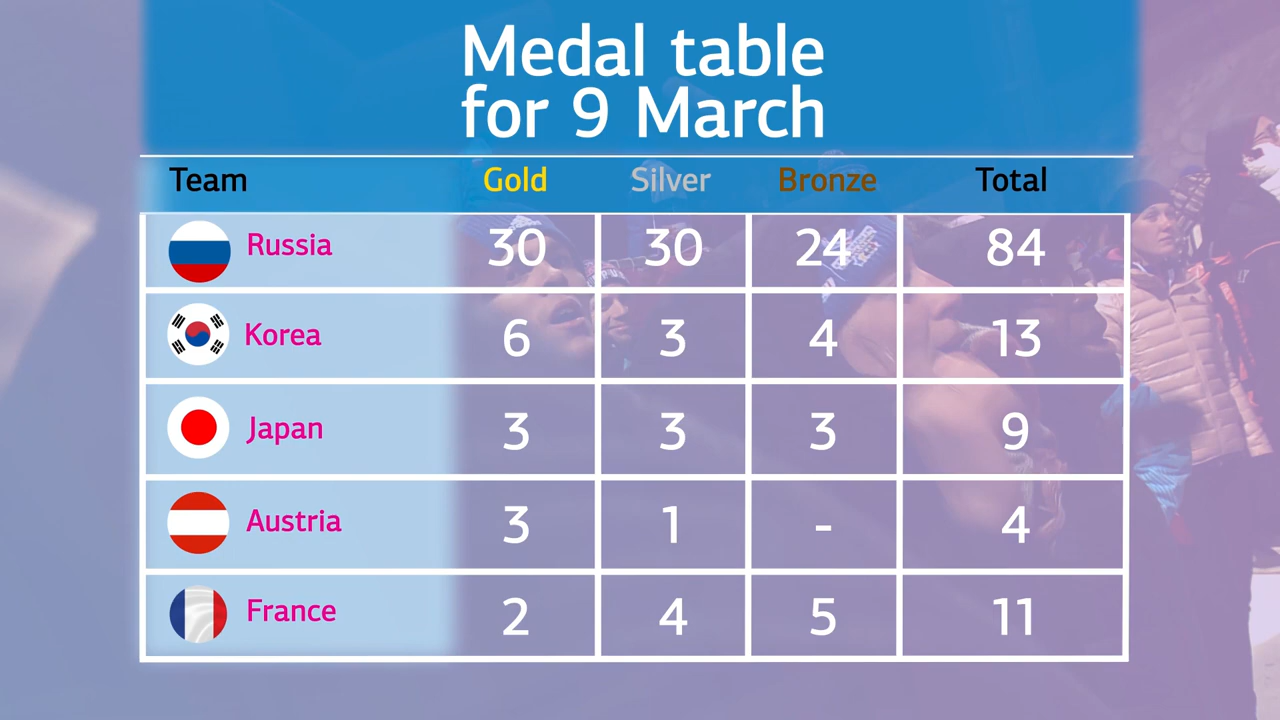 Medal table
for 9 March
Team Gold Silver Bronze Total
Russia 30 30 24 84
Korea 6 3 4 13
Japan 3 3 3 9
Austria 3 1 - 4
France 2 4 5 11